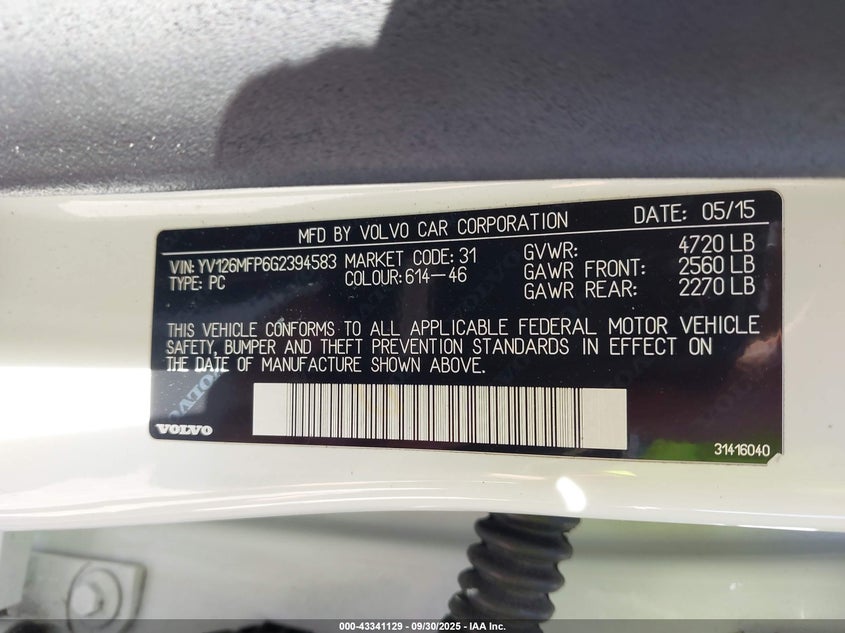 MFD BY VOLVO CAR CORPORATION DATE: 05/15
VIN: YV126MFP6G2394583 MARKET CODE: 31 GVWR: 4720 LB
TYPE: PC COLOUR: 614-46 GAWR FRONT: 2560 LB
GAWR REAR: 2270 LB
THIS VEHICLE CONFORMS TO ALL APPLICABLE FEDERAL MOTOR VEHICLE
SAFETY, BUMPER AND THEFT PREVENTION STANDARDS IN EFFECT ON
THE DATE OF MANUFACTURE SHOWN ABOVE.
VOLVO
31416040
000-43341129 - 09/30/2025 - IAA Inc.